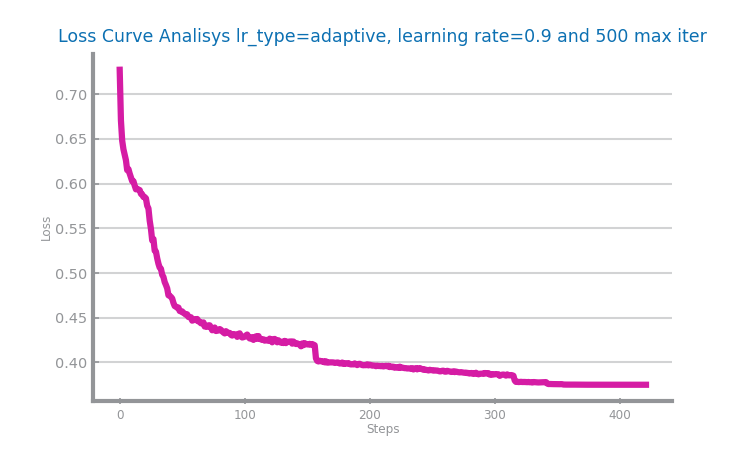 Loss Curve Analisys lr_type=adaptive, learning rate=0.9 and 500 max iter
0.70
0.65
0.60
0.55
0.50
0.45
0.40
Loss
0 100 200 300 400
Steps